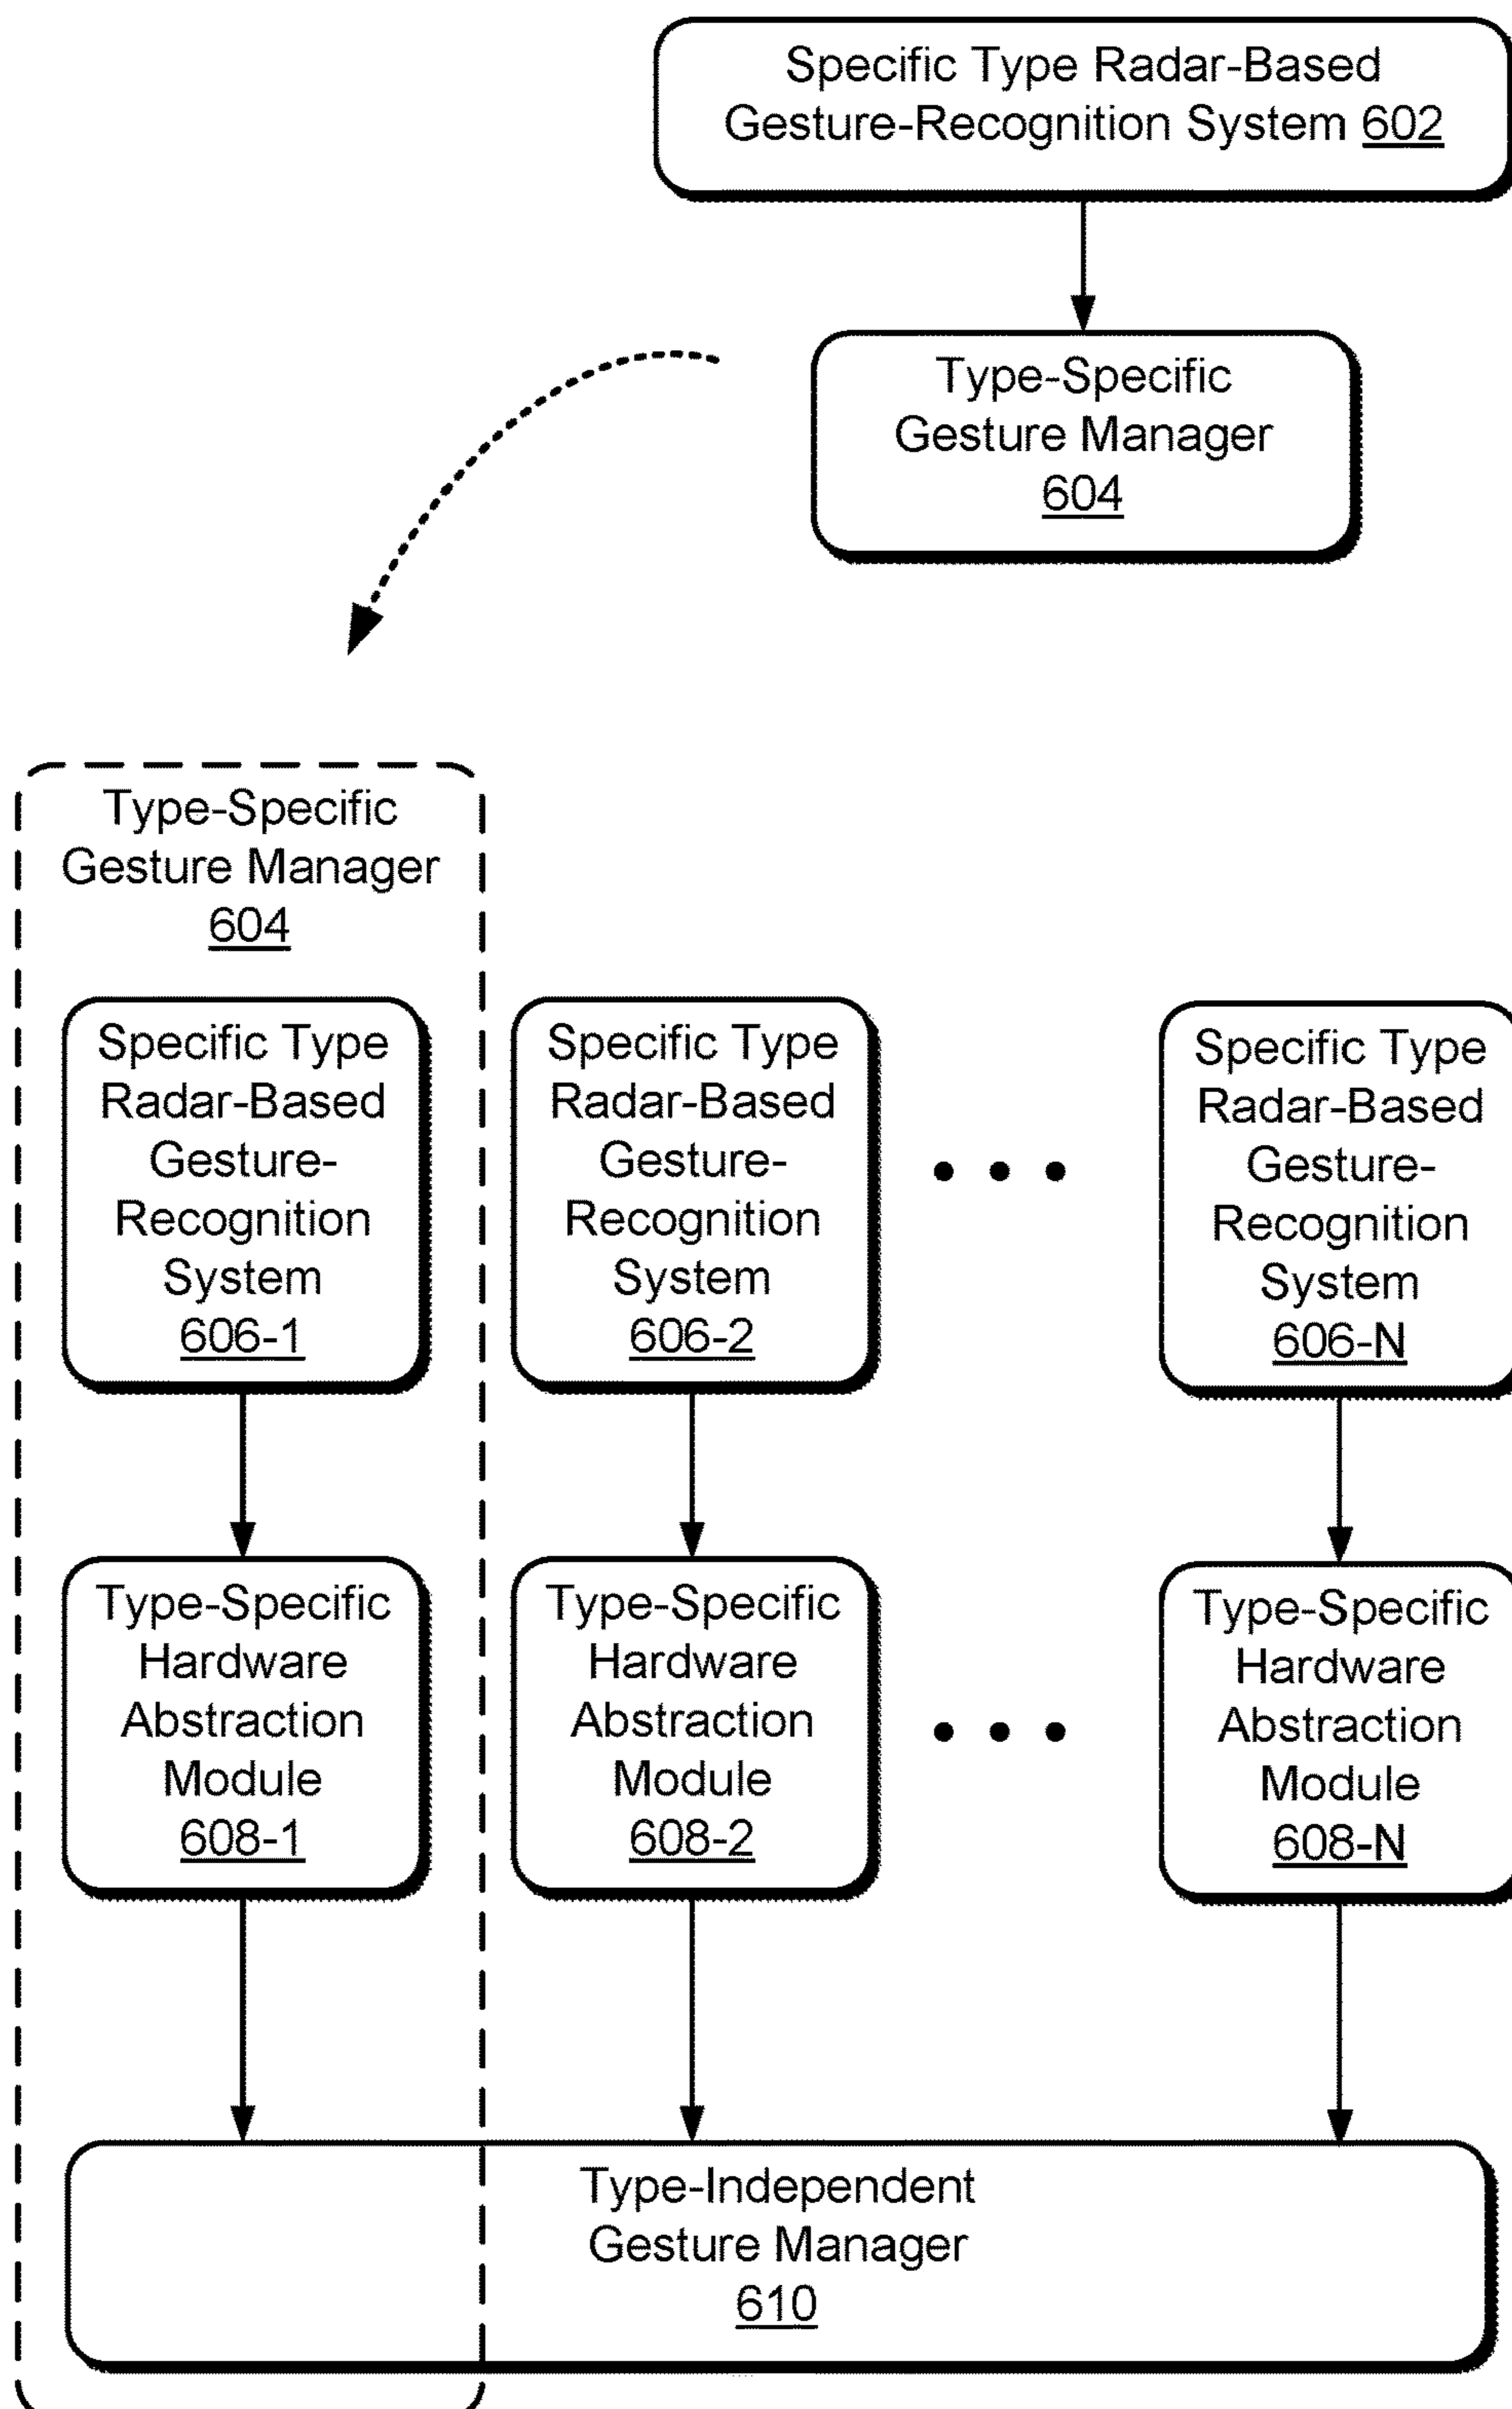 Specific Type Radar-Based
Gesture-Recognition System 602
Type-Specific
Gesture Manager
604
Type-Specific
Gesture Manager
604
Specific Type
Radar-Based
Gesture-
Recognition
System
606-1
Specific Type
Radar-Based
Gesture-
Recognition
System
606-2
Specific Type
Radar-Based
Gesture-
Recognition
System
606-N
Type-Specific
Hardware
Abstraction
Module
608-1
Type-Specific
Hardware
Abstraction
Module
608-2
Type-Specific
Hardware
Abstraction
Module
608-N
Type-Independent
Gesture Manager
610